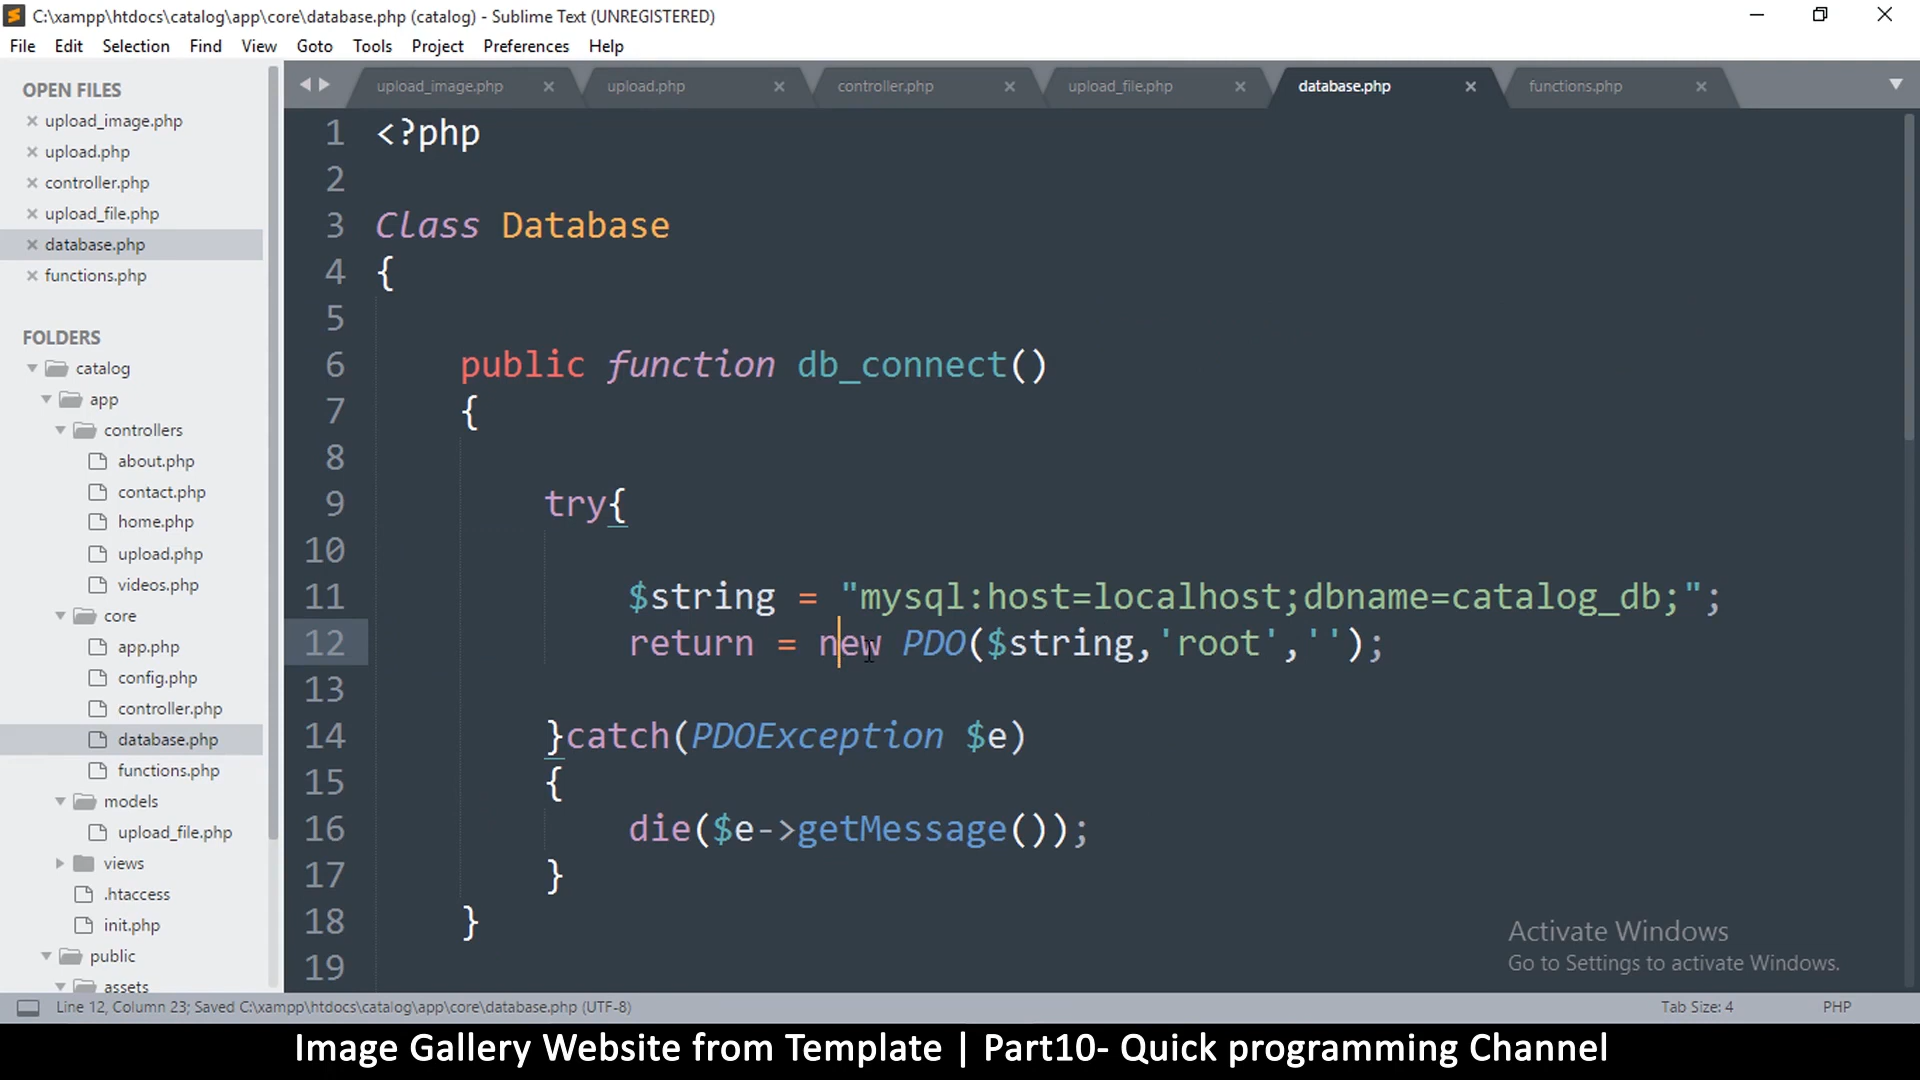 C:\xampp\htdocs\catalog\app\core\database.php (catalog) - Sublime Text (UNREGISTERED)
File Edit Selection Find View Goto Tools Project Preferences Help
OPEN FILES
upload_image.php
upload.php
controller.php
upload_file.php
database.php
functions.php
FOLDERS
catalog
app
controllers
about.php
contact.php
home.php
upload.php
videos.php
core
app.php
config.php
controller.php
database.php
functions.php
models
upload_file.php
views
.htaccess
init.php
public
assets
upload_image.php upload.php controller.php upload_file.php database.php functions.php
1 <?php
2
3 Class Database
4 {
5
6 public function db_connect()
7 {
8
9 try{
10
11 $string = "mysql:host=localhost;dbname=catalog_db;";
12 return = new PDO($string,'root','');
13
14 }catch(PDOException $e)
15 {
16 die($e->getMessage());
17 }
18 }
19
Activate Windows
Go to Settings to activate Windows.
Line 12, Column 23; Saved C:\xampp\htdocs\catalog\app\core\database.php (UTF-8) Tab Size: 4 PHP
Image Gallery Website from Template | Part10- Quick programming Channel